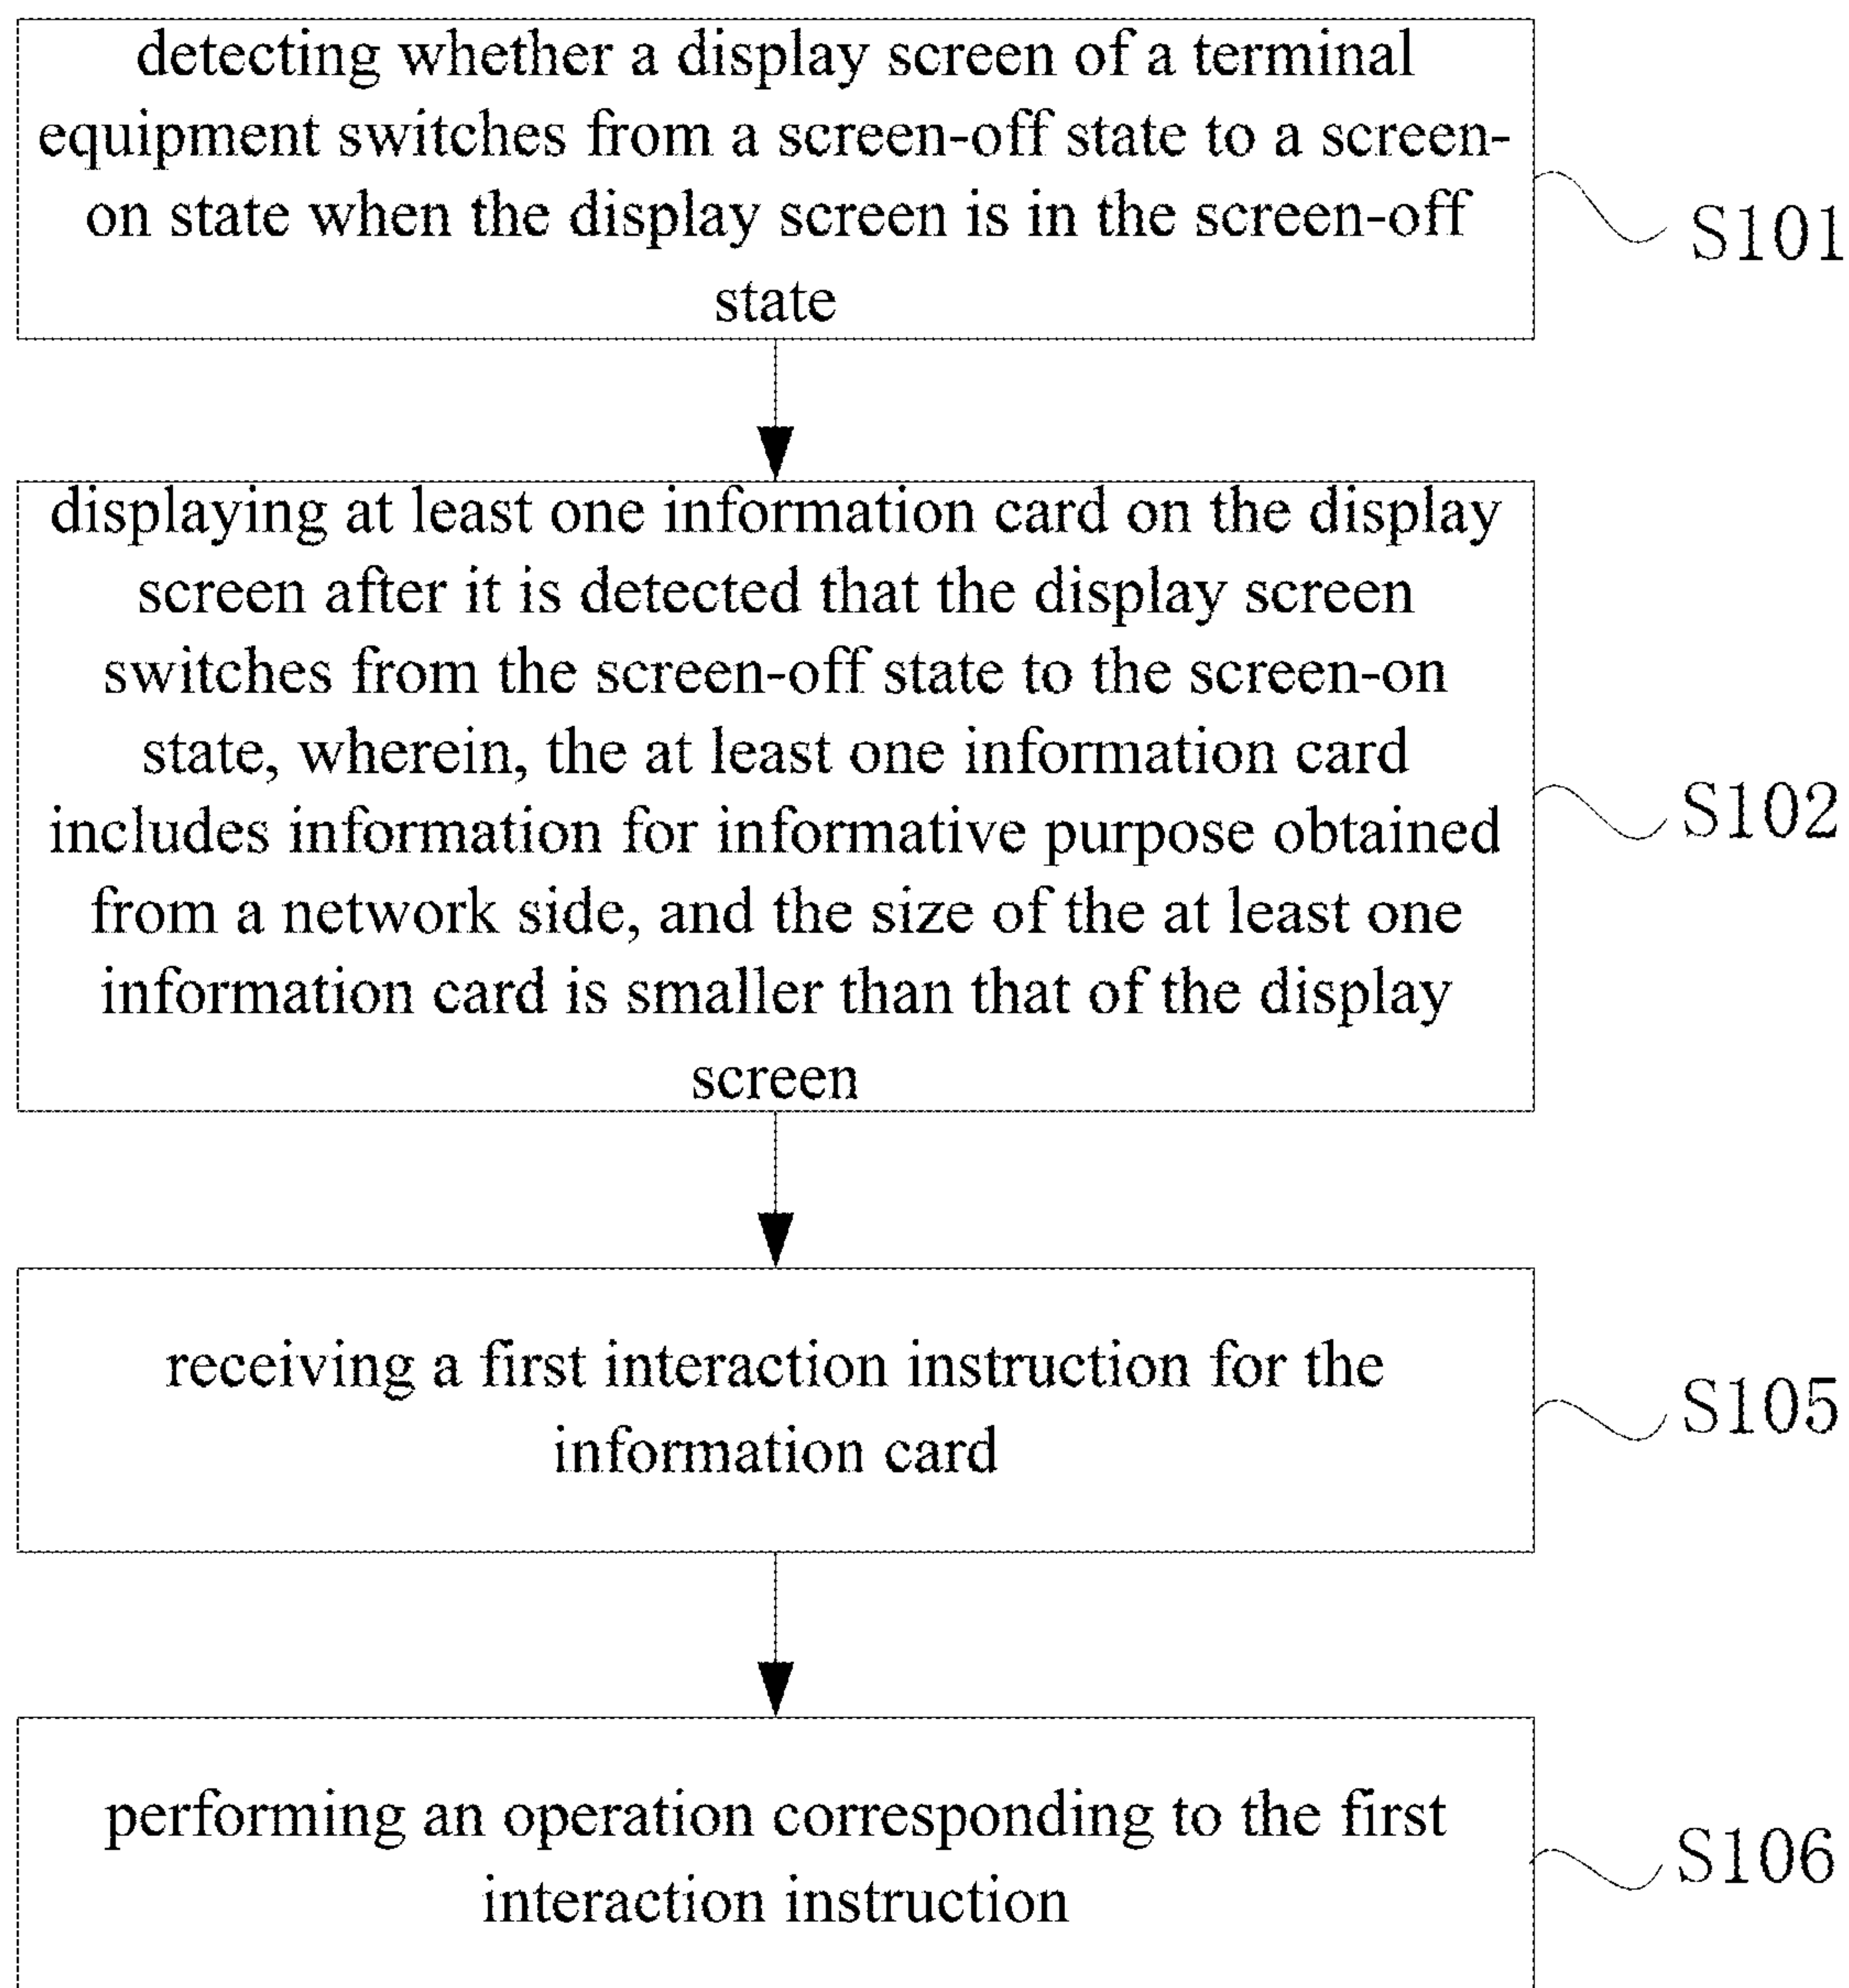 detecting whether a display screen of a terminal
equipment switches from a screen-off state to a screen-
on state when the display screen is in the screen-off
state
S101
displaying at least one information card on the display
screen after it is detected that the display screen
switches from the screen-off state to the screen-on
state, wherein, the at least one information card
includes information for informative purpose obtained
from a network side, and the size of the at least one
information card is smaller than that of the display
screen
S102
receiving a first interaction instruction for the
information card
S105
performing an operation corresponding to the first
interaction instruction
S106